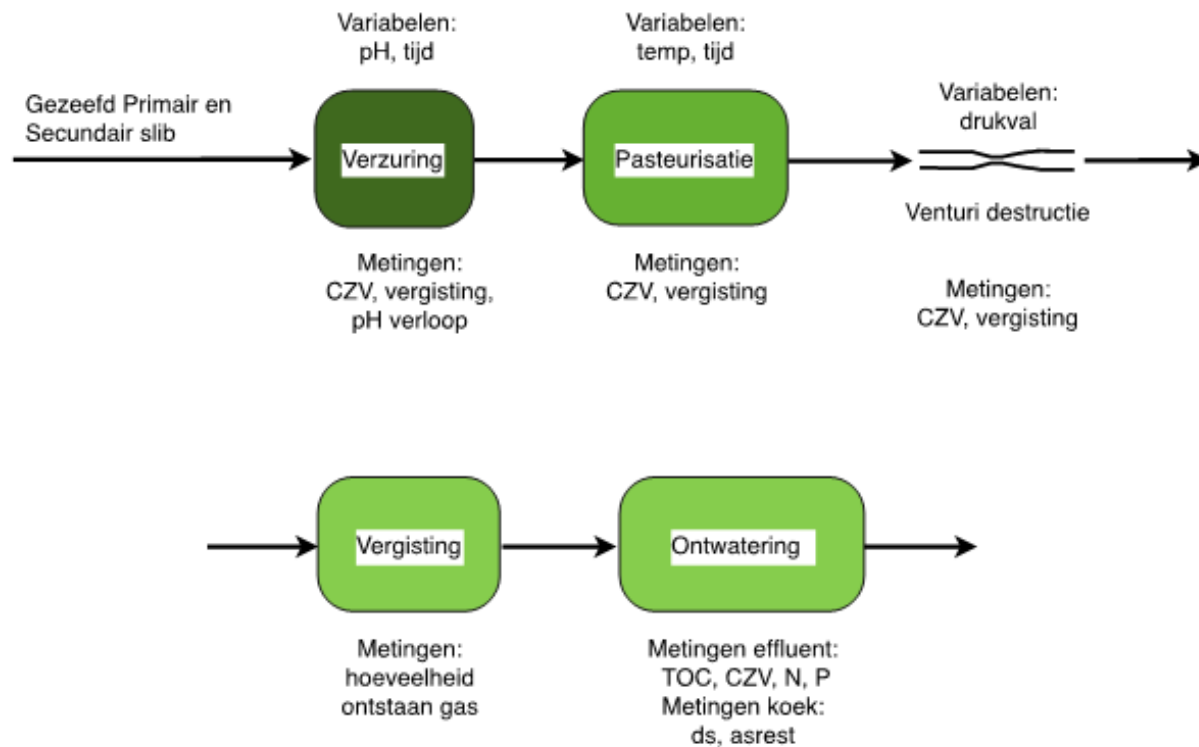 Variabelen:
pH, tijd
Variabelen:
temp, tijd
Gezeefd Primair en
Secundair slib
Variabelen:
drukval
Verzuring
Pasteurisatie
Venturi destructie
Metingen:
CZV, vergisting,
pH verloop
Metingen:
CZV, vergisting
Metingen:
CZV, vergisting
Vergisting
Ontwatering
Metingen:
hoeveelheid
ontstaan gas
Metingen effluent:
TOC, CZV, N, P
Metingen koek:
ds, asrest